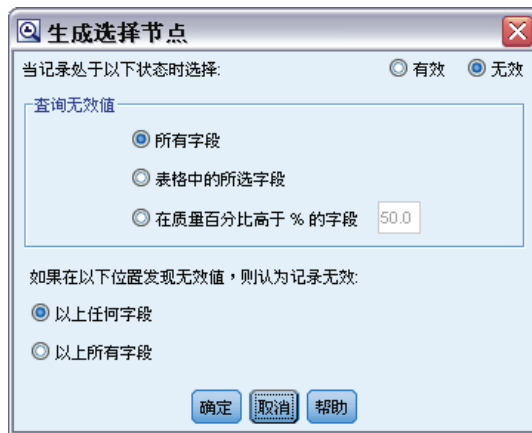 生成选择节点
当记录处于以下状态时选择: 有效 无效
查询无效值
所有字段
表格中的所选字段
在质量百分比高于 % 的字段 50.0
如果在以下位置发现无效值,则认为记录无效:
以上任何字段
以上所有字段
确定 取消 帮助